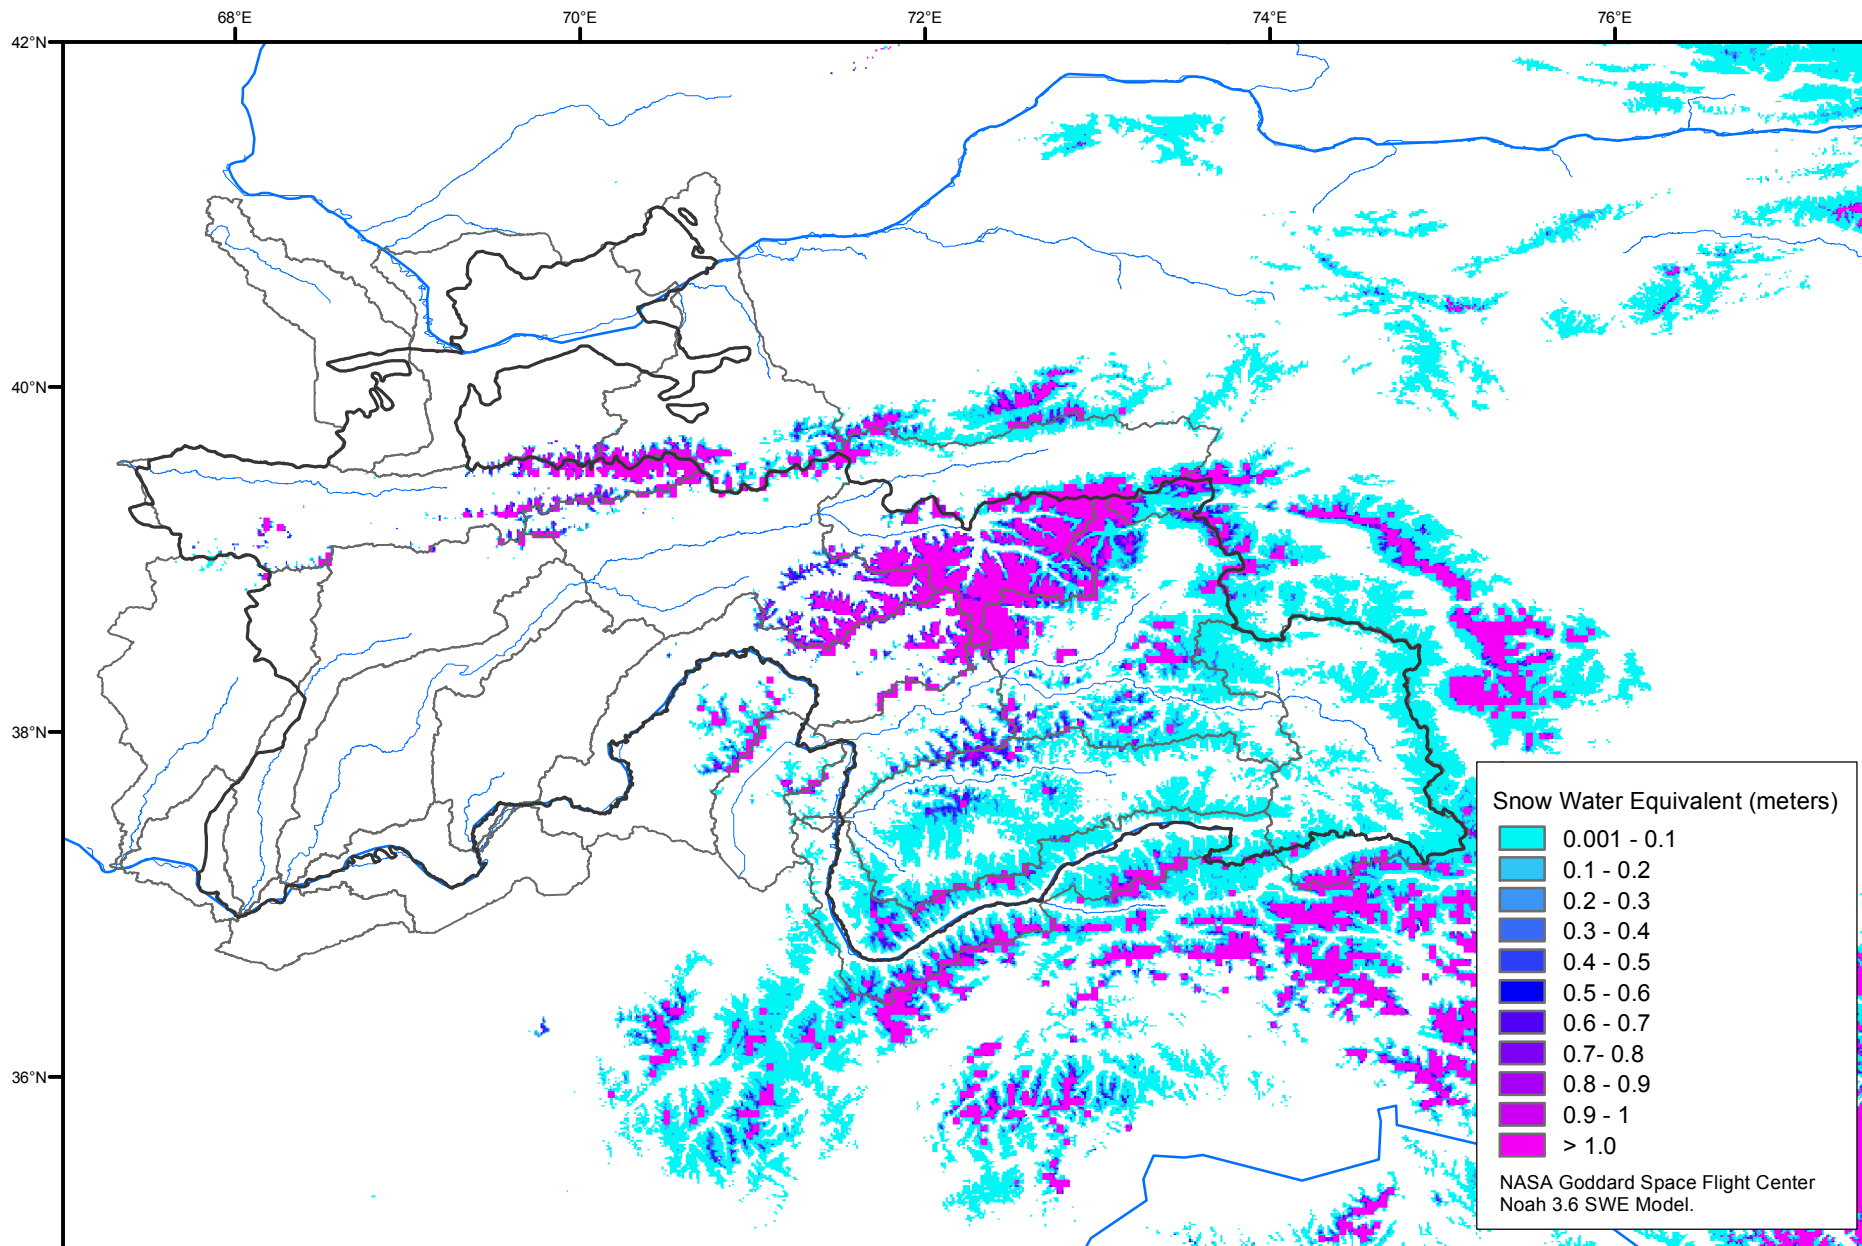 68°E
70°E
72°E
74°E
76°E
42°N
40°N
38°N
36°N
Snow Water Equivalent (meters)
0.001 - 0.1
0.1 - 0.2
0.2 - 0.3
0.3 - 0.4
0.4 - 0.5
0.5 - 0.6
0.6 - 0.7
0.7- 0.8
0.8 - 0.9
0.9 - 1
> 1.0
NASA Goddard Space Flight Center
Noah 3.6 SWE Model.